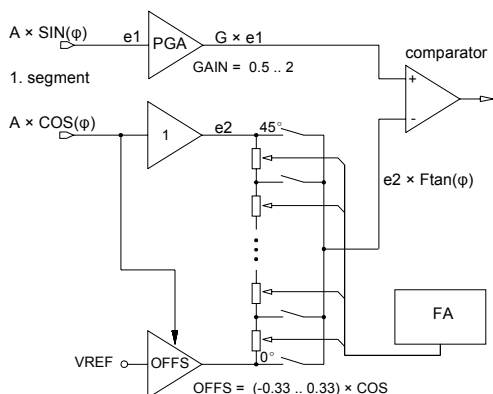 A × SIN(φ)
e1
PGA
G × e1
comparator
GAIN = 0.5 .. 2
+
-
1. segment
A × COS(φ)
1
e2
45°
e2 × Ftan(φ)
FA
VREF
OFFS
0°
OFFS = (-0.33 .. 0.33) × COS